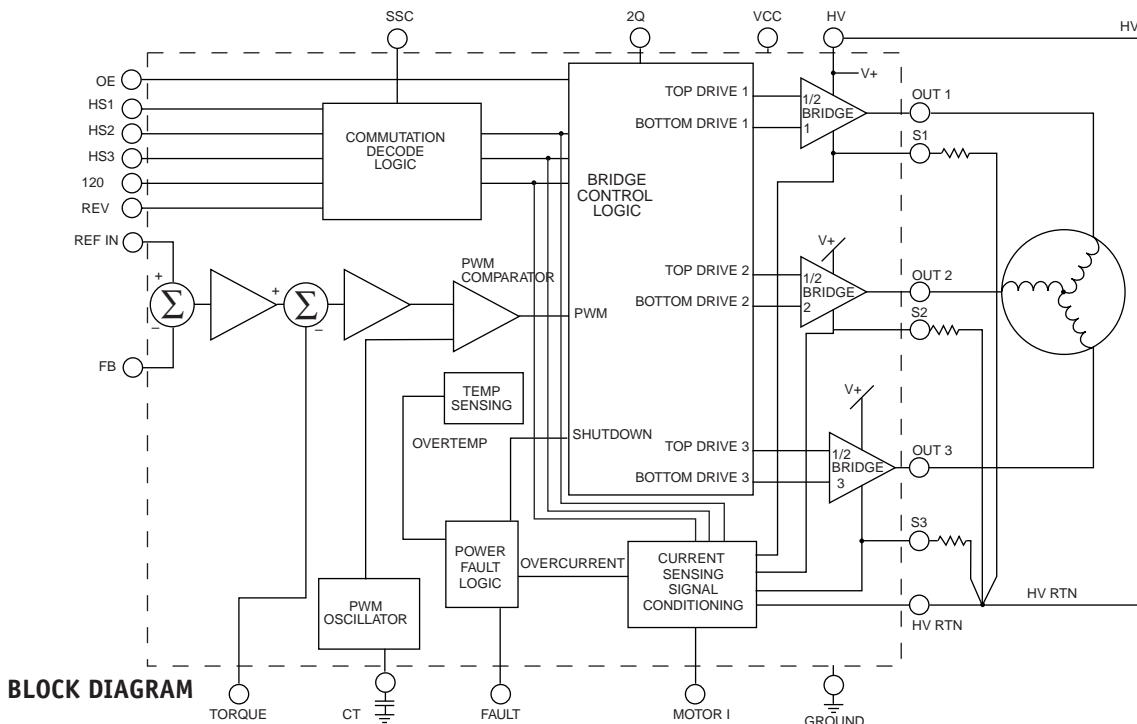 SSC
2Q
VCC
HV
HV
OE
HS1
HS2
HS3
120
REV
REF IN
FB
COMMUTATION
DECODE
LOGIC
BRIDGE
CONTROL
LOGIC
TOP DRIVE 1
BOTTOM DRIVE 1
TOP DRIVE 2
BOTTOM DRIVE 2
TOP DRIVE 3
BOTTOM DRIVE 3
PWM
SHUTDOWN
V+
1/2
BRIDGE
1
OUT 1
S1
V+
1/2
BRIDGE
2
OUT 2
S2
V+
1/2
BRIDGE
3
OUT 3
S3
HV RTN
HV RTN
+
Σ
–
+
Σ
–
PWM
COMPARATOR
TEMP
SENSING
OVERTEMP
POWER
FAULT
LOGIC
OVERCURRENT
CURRENT
SENSING
SIGNAL
CONDITIONING
PWM
OSCILLATOR
BLOCK DIAGRAM
TORQUE
CT
FAULT
MOTOR I
GROUND